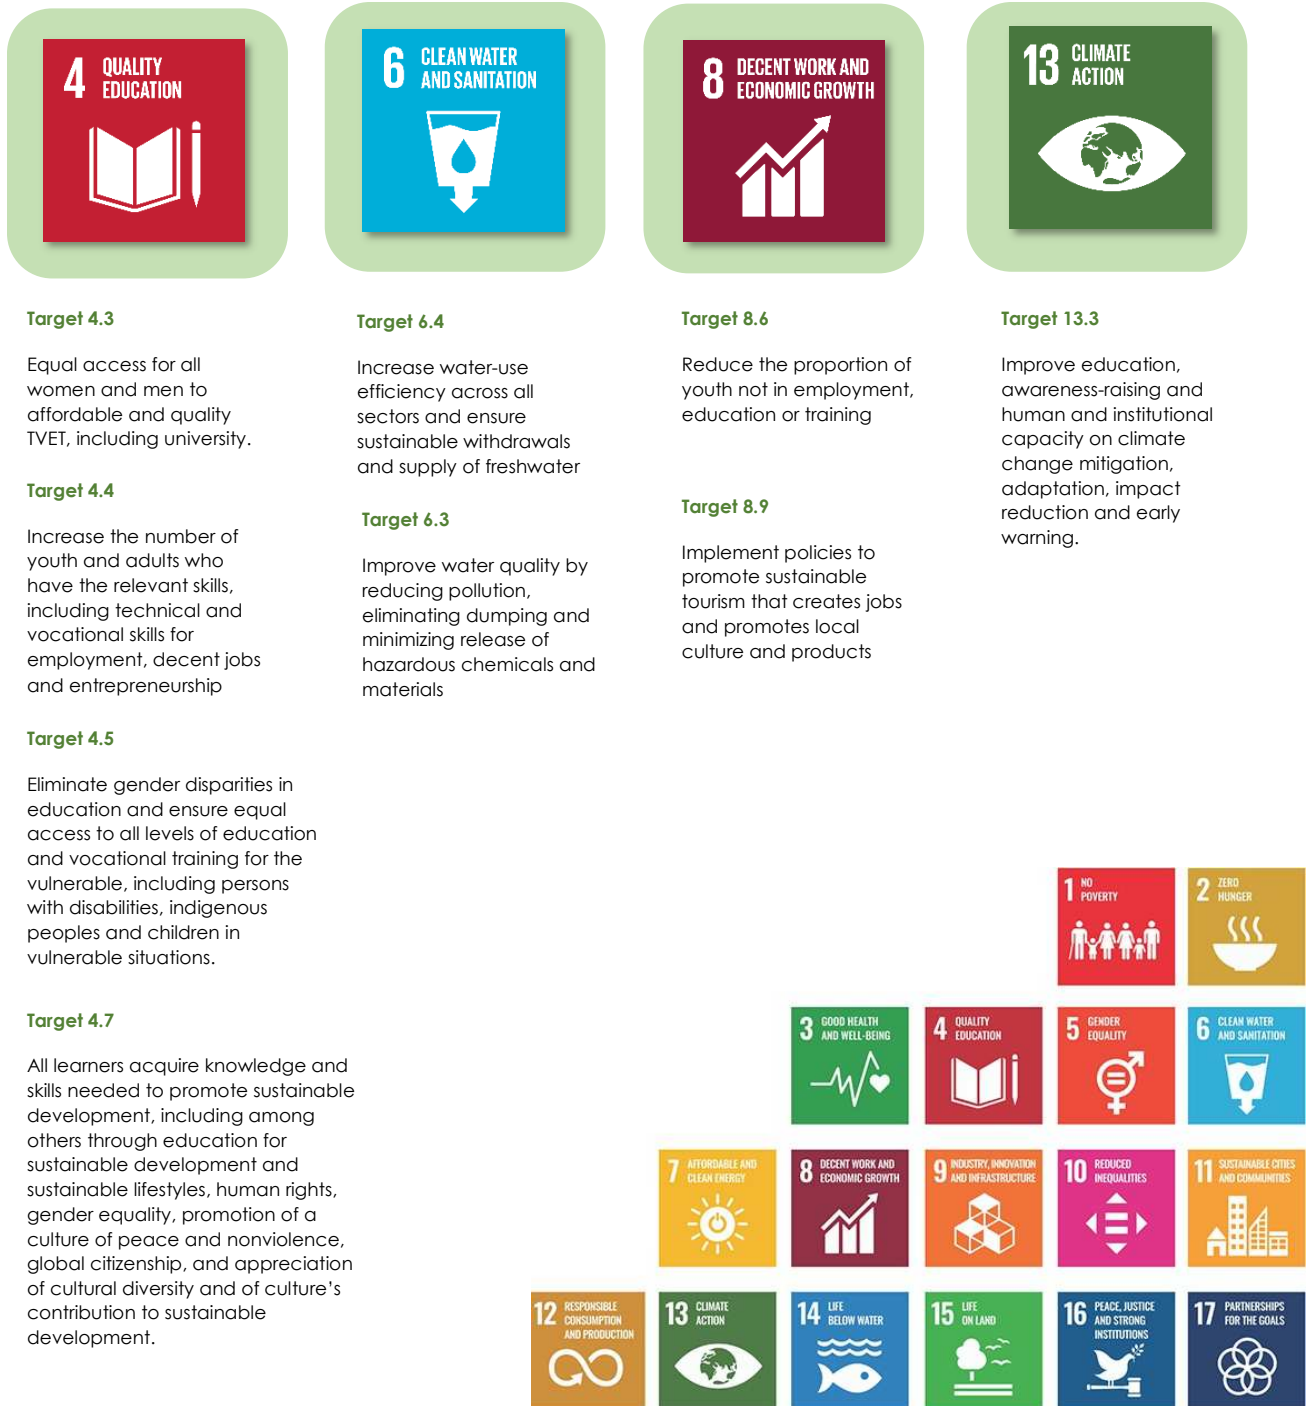 4 QUALITY
EDUCATION
6 CLEAN WATER
AND SANITATION
8 DECENT WORK AND
ECONOMIC GROWTH
13 CLIMATE
ACTION
Target 4.3
Equal access for all
women and men to
affordable and quality
TVET, including university.
Target 4.4
Increase the number of
youth and adults who
have the relevant skills,
including technical and
vocational skills for
employment, decent jobs
and entrepreneurship
Target 4.5
Eliminate gender disparities in
education and ensure equal
access to all levels of education
and vocational training for the
vulnerable, including persons
with disabilities, indigenous
peoples and children in
vulnerable situations.
Target 4.7
All learners acquire knowledge and
skills needed to promote sustainable
development, including among
others through education for
sustainable development and
sustainable lifestyles, human rights,
gender equality, promotion of a
culture of peace and nonviolence,
global citizenship, and appreciation
of cultural diversity and of culture’s
contribution to sustainable
development.
Target 6.4
Increase water-use
efficiency across all
sectors and ensure
sustainable withdrawals
and supply of freshwater
Target 6.3
Improve water quality by
reducing pollution,
eliminating dumping and
minimizing release of
hazardous chemicals and
materials
Target 8.6
Reduce the proportion of
youth not in employment,
education or training
Target 8.9
Implement policies to
promote sustainable
tourism that creates jobs
and promotes local
culture and products
Target 13.3
Improve education,
awareness-raising and
human and institutional
capacity on climate
change mitigation,
adaptation, impact
reduction and early
warning.
1 NO
POVERTY
2 ZERO
HUNGER
3 GOOD HEALTH
AND WELL-BEING
4 QUALITY
EDUCATION
5 GENDER
EQUALITY
6 CLEAN WATER
AND SANITATION
7 AFFORDABLE AND
CLEAN ENERGY
8 DECENT WORK AND
ECONOMIC GROWTH
9 INDUSTRY, INNOVATION
AND INFRASTRUCTURE
10 REDUCED
INEQUALITIES
11 SUSTAINABLE CITIES
AND COMMUNITIES
12 RESPONSIBLE
CONSUMPTION
AND PRODUCTION
13 CLIMATE
ACTION
14 LIFE
BELOW WATER
15 LIFE
ON LAND
16 PEACE, JUSTICE
AND STRONG
INSTITUTIONS
17 PARTNERSHIPS
FOR THE GOALS